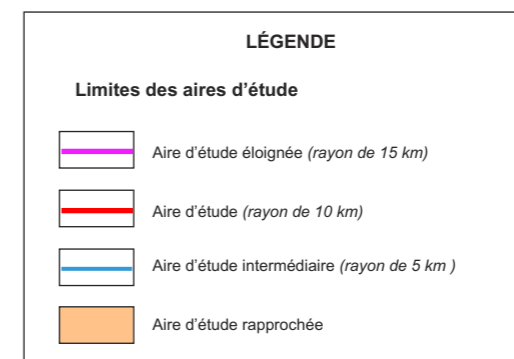 LÉGENDE
Limites des aires d’étude
Aire d’étude éloignée (rayon de 15 km)
Aire d’étude (rayon de 10 km)
Aire d’étude intermédiaire (rayon de 5 km )
Aire d’étude rapprochée